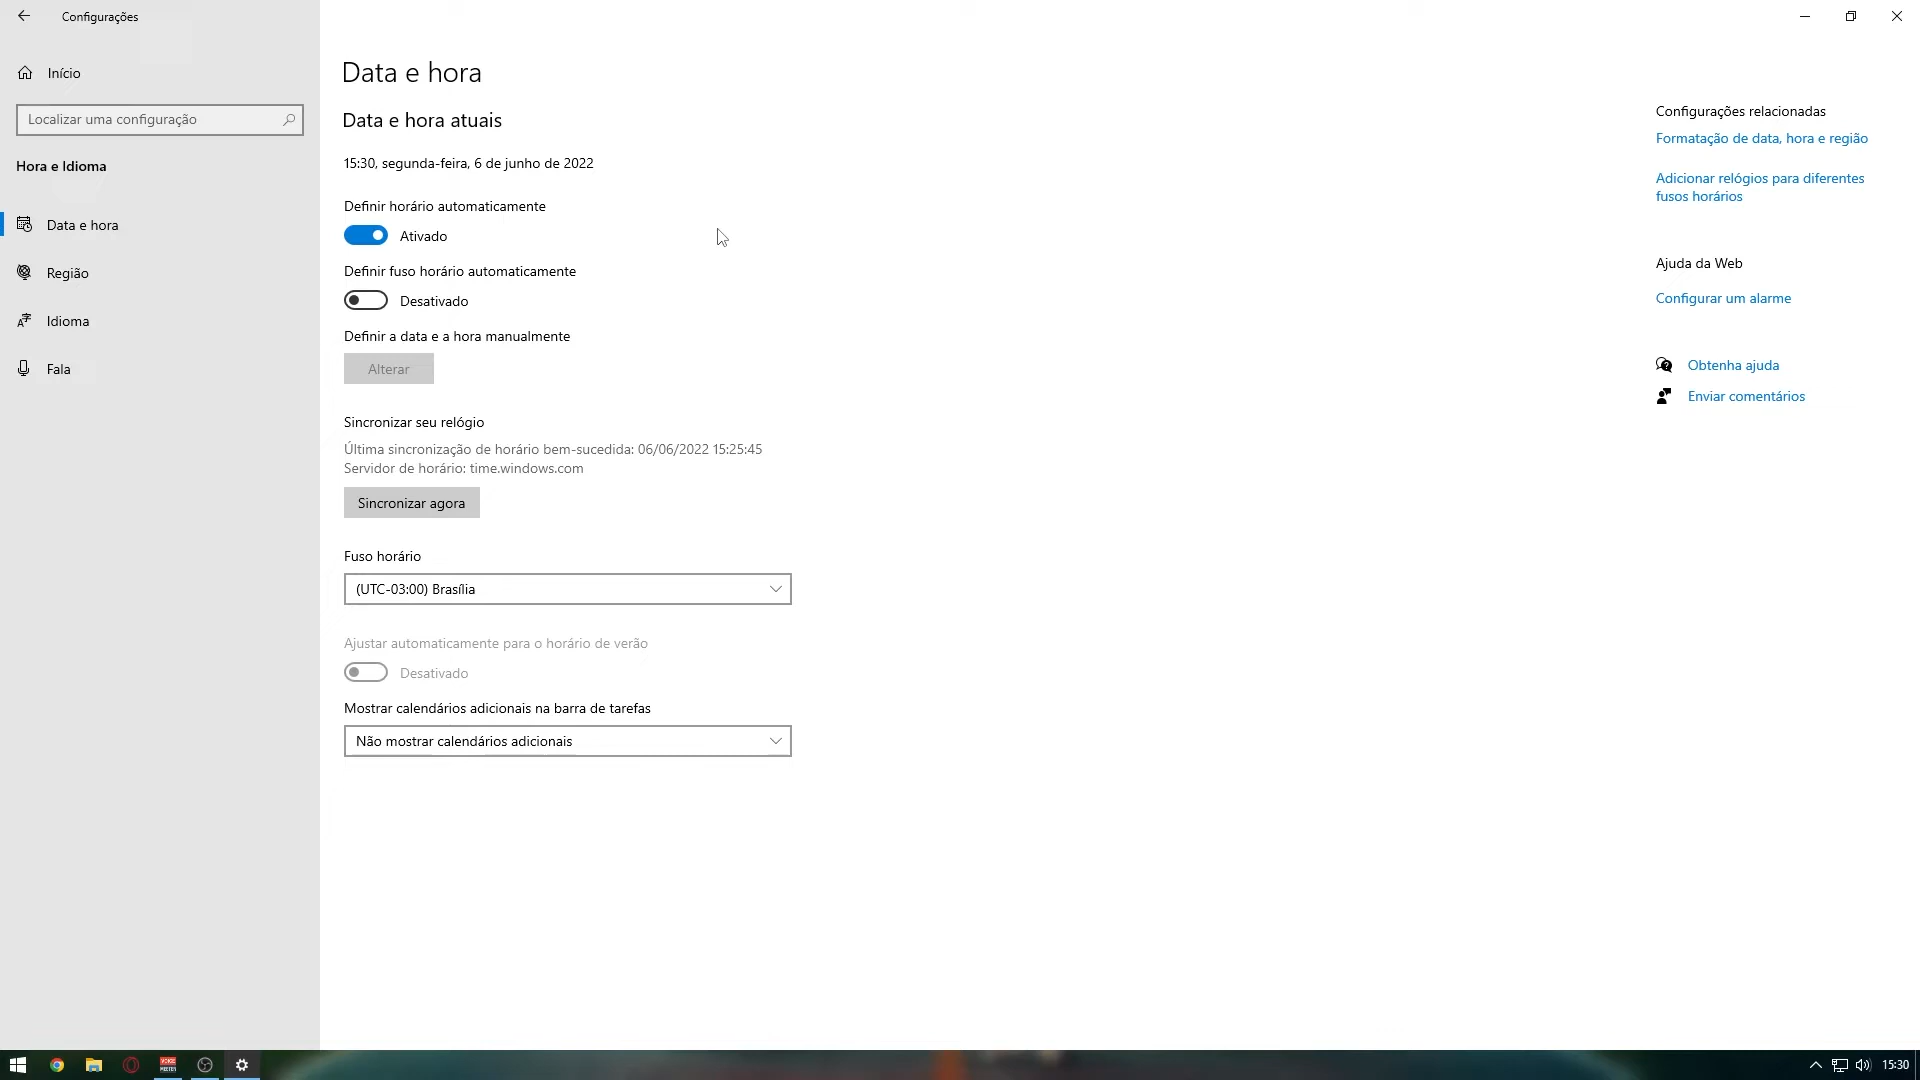 Configurações
Início
Localizar uma configuração
Hora e Idioma
Data e hora
Região
Idioma
Fala
Data e hora
Data e hora atuais
15:30, segunda-feira, 6 de junho de 2022
Definir horário automaticamente
Ativado
Definir fuso horário automaticamente
Desativado
Definir a data e a hora manualmente
Alterar
Sincronizar seu relógio
Última sincronização de horário bem-sucedida: 06/06/2022 15:25:45
Servidor de horário: time.windows.com
Sincronizar agora
Fuso horário
(UTC-03:00) Brasília
Ajustar automaticamente para o horário de verão
Desativado
Mostrar calendários adicionais na barra de tarefas
Não mostrar calendários adicionais
Configurações relacionadas
Formatação de data, hora e região
Adicionar relógios para diferentes
fusos horários
Ajuda da Web
Configurar um alarme
Obtenha ajuda
Enviar comentários
15:30